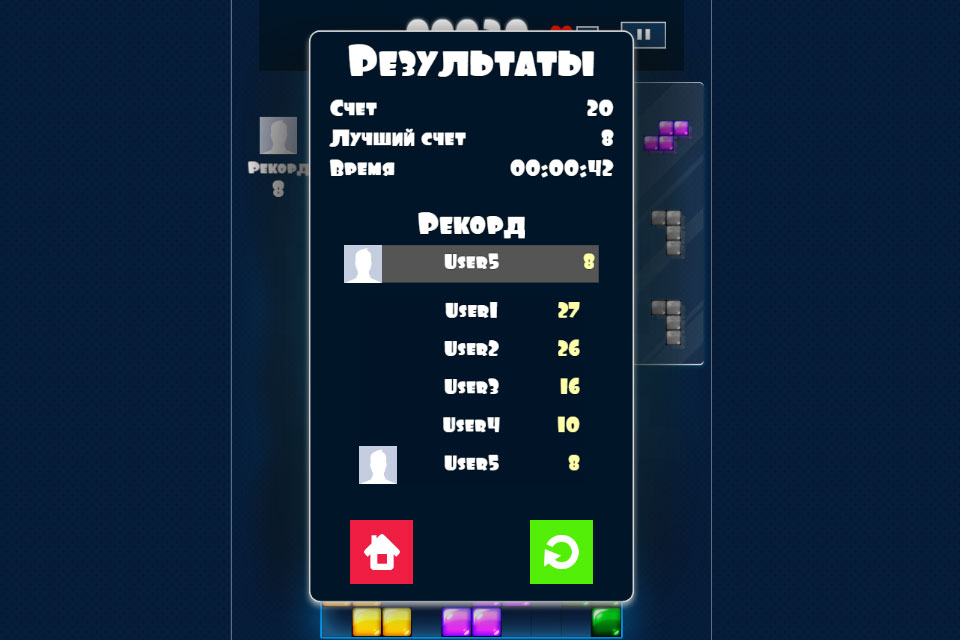 Результаты
Счет 20
Лучший счет 8
Время 00:00:42
Рекорд
8
Рекорд
User5 8
User1 27
User2 26
User3 16
User4 10
User5 8